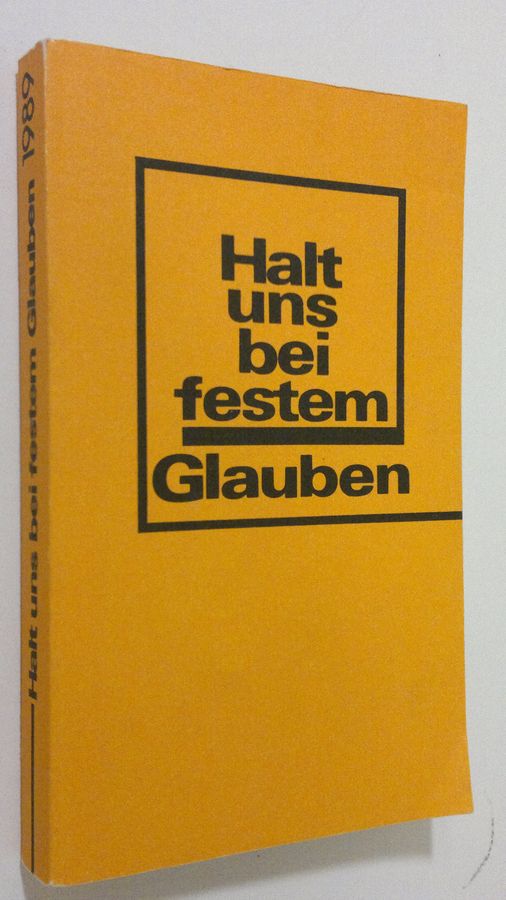 Halt
uns
bei
festem
Glauben
Halt uns bei festem Glauben 1989